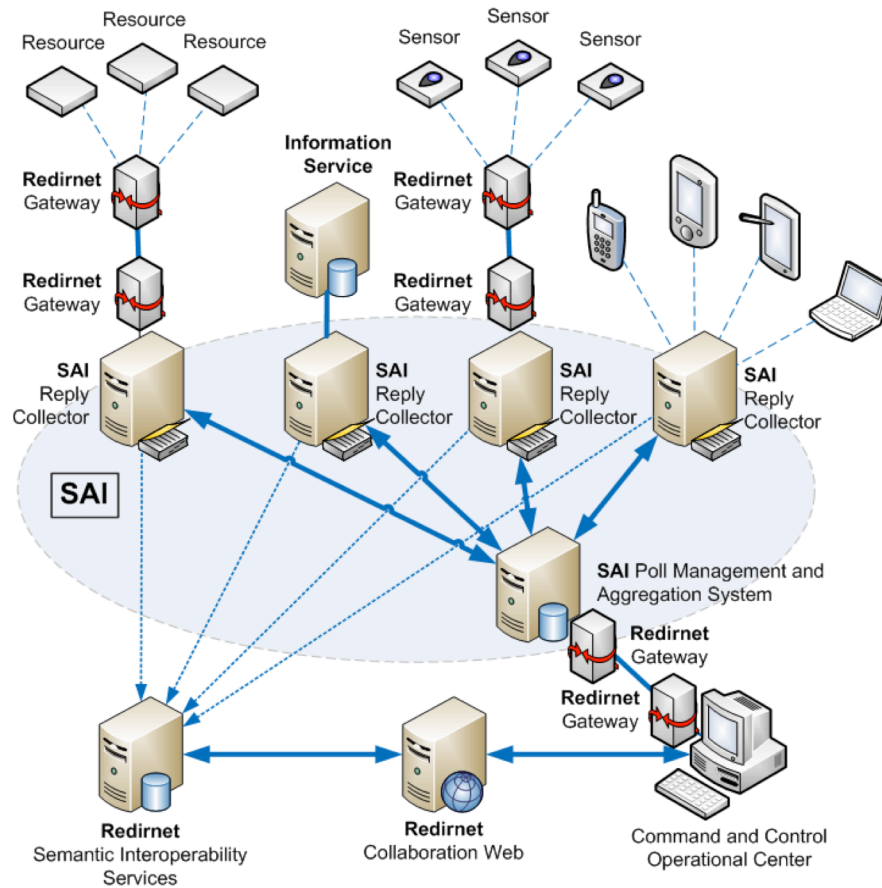 Resource
Resource
Resource
Sensor
Sensor
Sensor
Information
Service
Redirnet
Gateway
Redirnet
Gateway
Redirnet
Gateway
Redirnet
Gateway
SAI
Reply
Collector
SAI
Reply
Collector
SAI
Reply
Collector
SAI
Reply
Collector
SAI
SAI Poll Management and
Aggregation System
Redirnet
Gateway
Redirnet
Gateway
Redirnet
Semantic Interoperability
Services
Redirnet
Collaboration Web
Command and Control
Operational Center